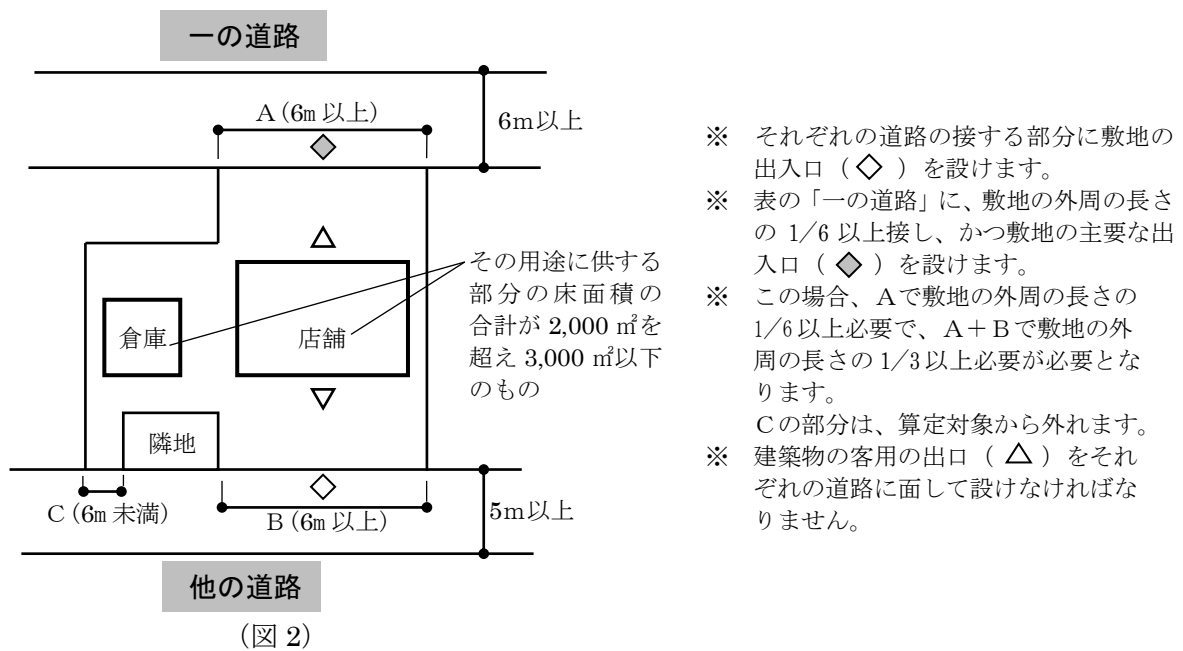 一の道路
A(6m 以上)
6m以上
その用途に供する
部分の床面積の
合計が 2,000 ㎡を
超え 3,000 ㎡以下
のもの
倉庫
店舗
隣地
C(6m 未満)
B(6m 以上)
5m以上
他の道路
(図 2)
※ それぞれの道路の接する部分に敷地の
出入口(◇)を設けます。
※ 表の「一の道路」に、敷地の外周の長さ
の 1/6 以上接し、かつ敷地の主要な出
入口(◆)を設けます。
※ この場合、Aで敷地の外周の長さの
1/6以上必要で、A+Bで敷地の外
周の長さの 1/3以上必要が必要とな
ります。
Cの部分は、算定対象から外れます。
※ 建築物の客用の出口(△)をそれ
ぞれの道路に面して設けなければな
りません。